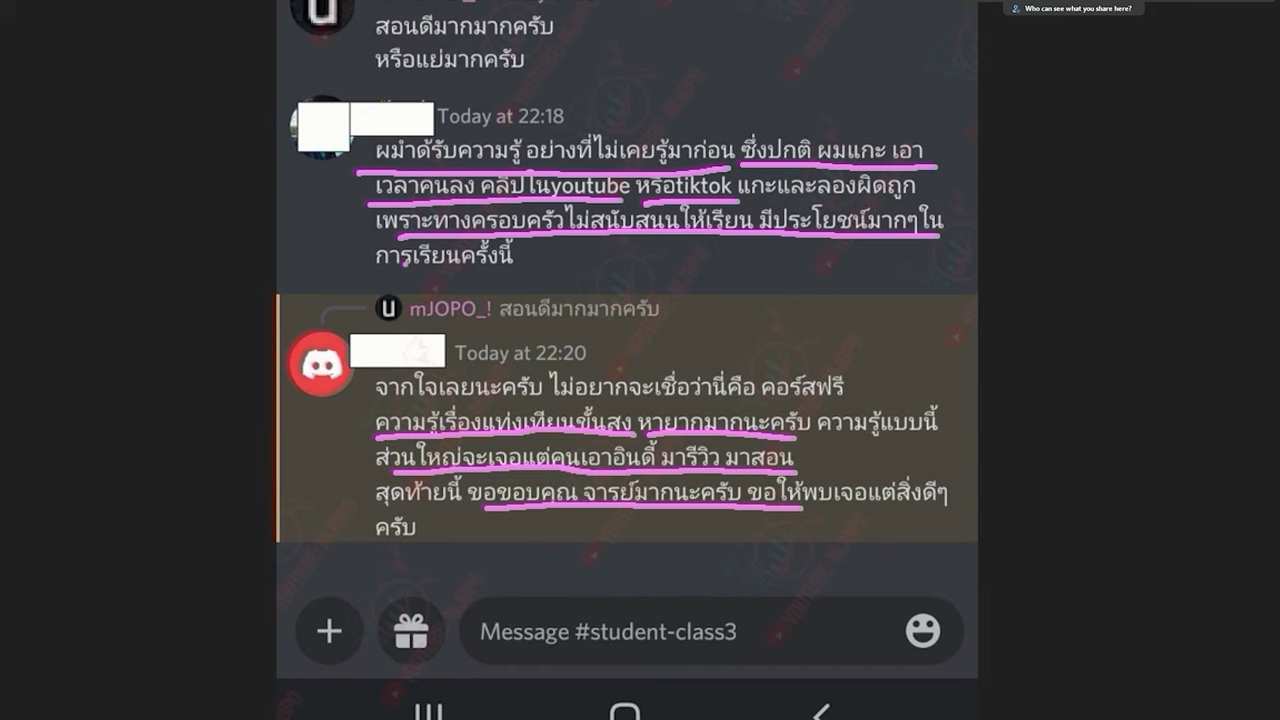 Who can see what you share here?
สอนดีมากมากครับ
หรือแย่มากครับ
Today at 22:18
ผมำด้รับความรู้ อย่างที่ไม่เคยรู้มาก่อน ซึ่งปกติ ผมแกะ เอา
เวลาคนลง คลิปในyoutube หรือtiktok แกะและลองผิดถูก
เพราะทางครอบครัวไม่สนับสนนให้เรียน มีประโยชน์มากๆใน
การเรียนครั้งนี้
mJOPO_! สอนดีมากมากครับ
Today at 22:20
จากใจเลยนะครับ ไม่อยากจะเชื่อว่านี่คือ คอร์สฟรี
ความรู้เรื่องแท่งเทียนขั้นสูง หายากมากนะครับ ความรู้แบบนี้
ส่วนใหญ่จะเจอแต่คนเอาอินดี้ มารีวิว มาสอน
สุดท้ายนี้ ขอขอบคุณ จารย์มากนะครับ ขอให้พบเจอแต่สิ่งดีๆ
ครับ
Message #student-class3